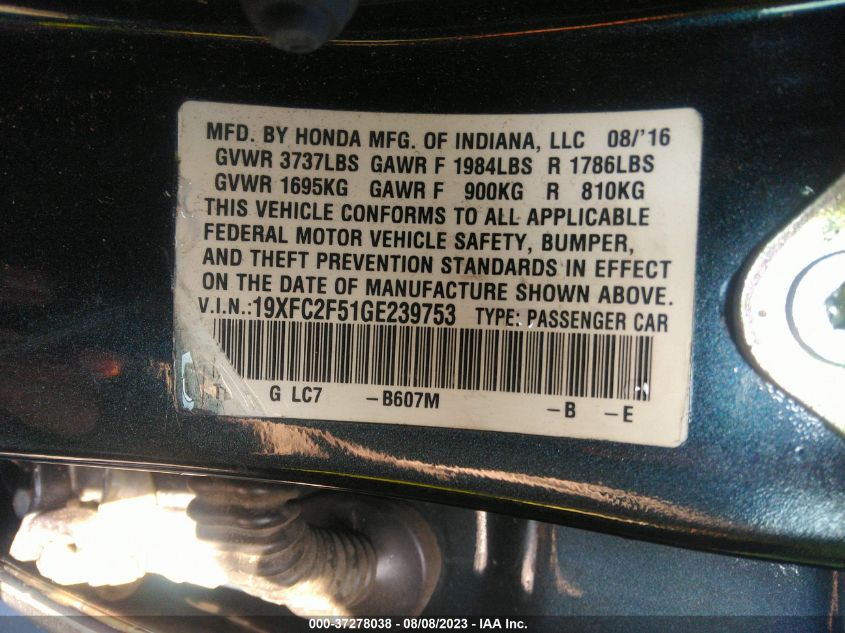 MFD. BY HONDA MFG. OF INDIANA, LLC 08/'16
GVWR 3737LBS GAWR F 1984LBS R 1786LBS
GVWR 1695KG GAWR F 900KG R 810KG
THIS VEHICLE CONFORMS TO ALL APPLICABLE
FEDERAL MOTOR VEHICLE SAFETY, BUMPER,
AND THEFT PREVENTION STANDARDS IN EFFECT
ON THE DATE OF MANUFACTURE SHOWN ABOVE.
V.I.N.:19XFC2F51GE239753 TYPE: PASSENGER CAR
G LC7 -B607M -B -E
000-37278038 - 08/08/2023 - IAA Inc.